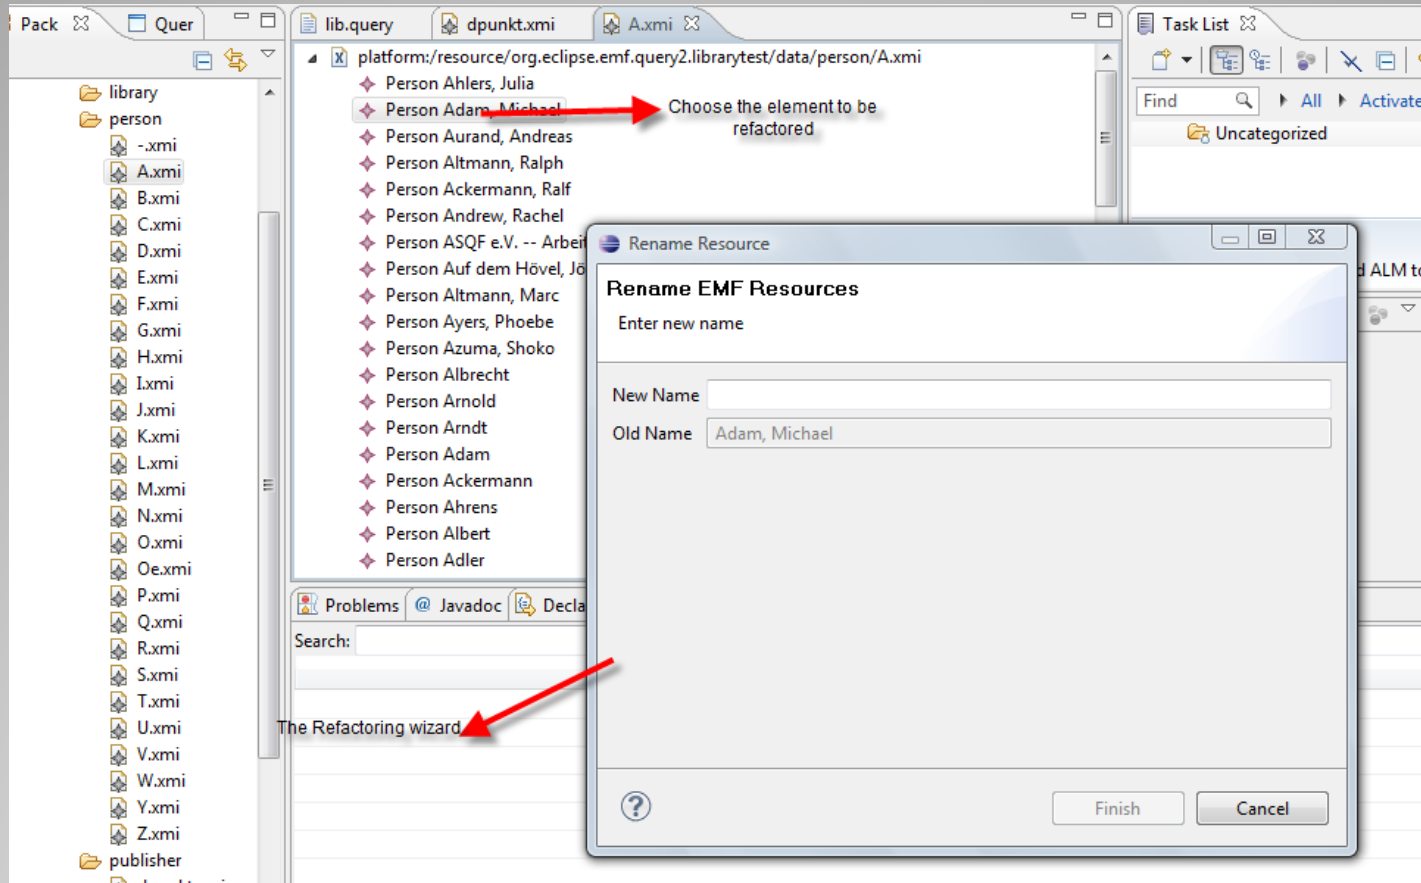 Pack
Quer
library
person
-.xmi
A.xmi
B.xmi
C.xmi
D.xmi
E.xmi
F.xmi
G.xmi
H.xmi
I.xmi
J.xmi
K.xmi
L.xmi
M.xmi
N.xmi
O.xmi
Oe.xmi
P.xmi
Q.xmi
R.xmi
S.xmi
T.xmi
U.xmi
V.xmi
W.xmi
Y.xmi
Z.xmi
publisher
lib.query
dpunkt.xmi
A.xmi
platform:/resource/org.eclipse.emf.query2.librarytest/data/person/A.xmi
Person Ahlers, Julia
Person Adam, Michael
Person Aurand, Andreas
Person Altmann, Ralph
Person Ackermann, Ralf
Person Andrew, Rachel
Person ASQF e.V. -- Arbeit
Person Auf dem Hövel, Jö
Person Altmann, Marc
Person Ayers, Phoebe
Person Azuma, Shoko
Person Albrecht
Person Arnold
Person Arndt
Person Adam
Person Ackermann
Person Ahrens
Person Albert
Person Adler
Choose the element to be
refactored
Task List
Find
All
Activate
Uncategorized
d ALM to
Rename Resource
Rename EMF Resources
Enter new name
New Name
Old Name
Adam, Michael
Finish
Cancel
Problems
@ Javadoc
Decla
Search:
The Refactoring wizard